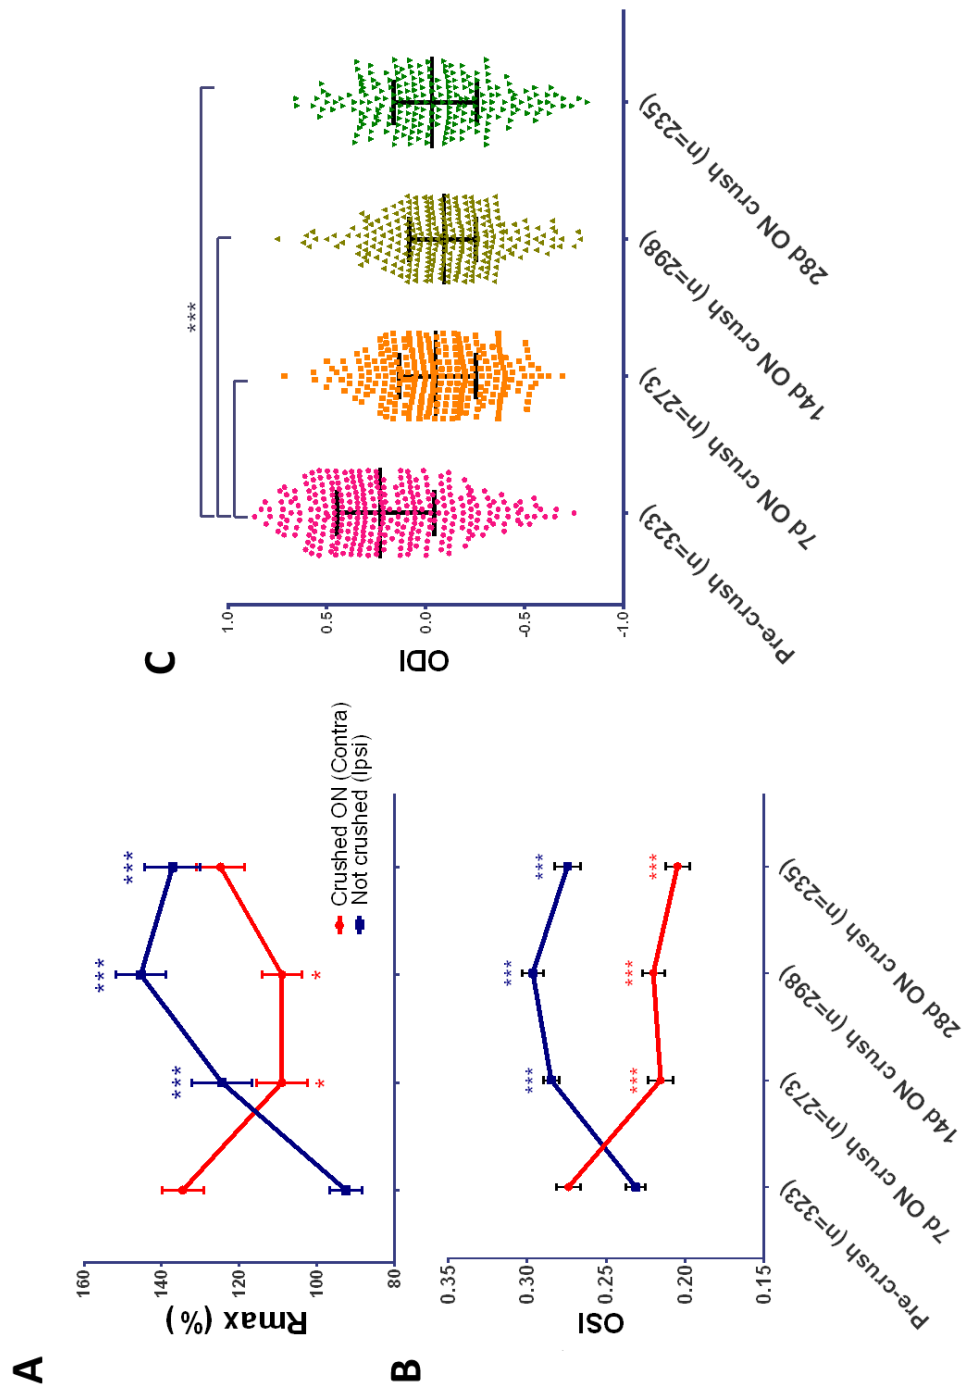 A
Rmax (%)
160
140
120
100
80
***
***
***
*
*
Crushed ON (Contra)
Not crushed (Ipsi)
B
OSI
0.35
0.30
0.25
0.20
0.15
***
***
***
***
***
***
Pre-crush (n=323)
7d ON crush (n=273)
14d ON crush (n=298)
28d ON crush (n=235)
C
ODI
1.0
0.5
0.0
-0.5
-1.0
***
Pre-crush (n=323)
7d ON crush (n=273)
14d ON crush (n=298)
28d ON crush (n=235)